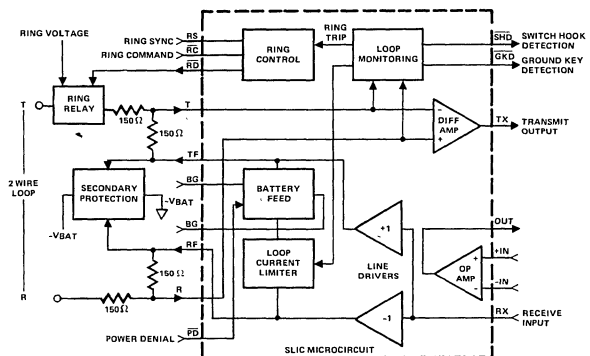 RING VOLTAGE
RING SYNC
RS
RING COMMAND
RC
RD
RING CONTROL
RING TRIP
LOOP MONITORING
SHD
SWITCH HOOK DETECTION
GKD
GROUND KEY DETECTION
T
RING RELAY
150Ω
150Ω
T
-
+
DIFF AMP
TX
TRANSMIT OUTPUT
2 WIRE LOOP
SECONDARY PROTECTION
-VBAT
-VBAT
TF
BG
BATTERY FEED
BG
RF
LOOP CURRENT LIMITER
+1
LINE DRIVERS
-1
OUT
+IN
-IN
+
-
OP AMP
150Ω
R
R
150Ω
RX
RECEIVE INPUT
POWER DENIAL
PD
SLIC MICROCIRCUIT